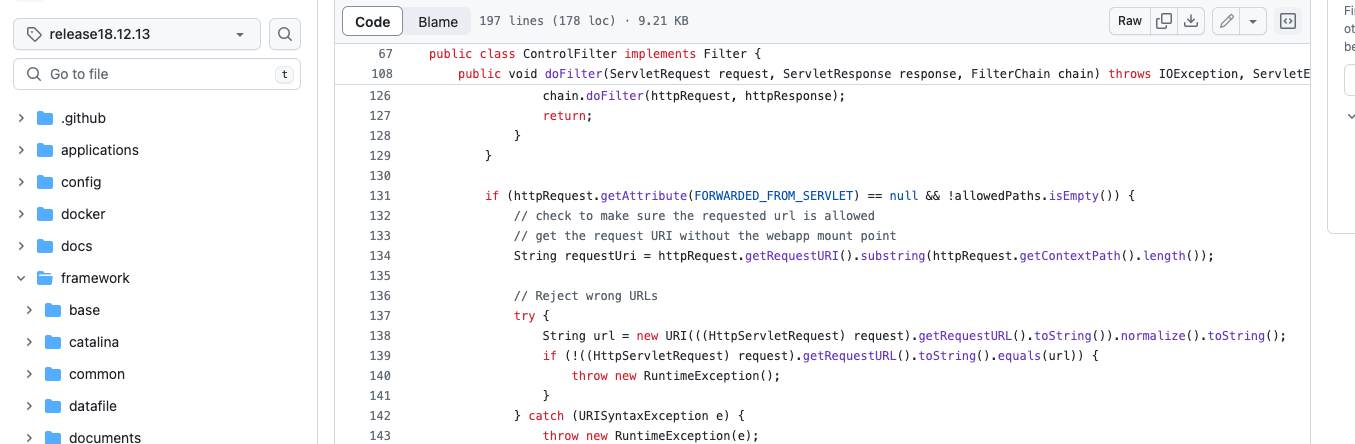 release18.12.13
Go to file
t
.github
applications
config
docker
docs
framework
base
catalina
common
datafile
documents
Code Blame 197 lines (178 loc) · 9.21 KB
Raw
67 public class ControlFilter implements Filter {
108 public void doFilter(ServletRequest request, ServletResponse response, FilterChain chain) throws IOException, ServletE
126 chain.doFilter(httpRequest, httpResponse);
127 return;
128 }
129 }
130
131 if (httpRequest.getAttribute(FORWARDED_FROM_SERVLET) == null && !allowedPaths.isEmpty()) {
132 // check to make sure the requested url is allowed
133 // get the request URI without the webapp mount point
134 String requestUri = httpRequest.getRequestURI().substring(httpRequest.getContextPath().length());
135
136 // Reject wrong URLs
137 try {
138 String url = new URI(((HttpServletRequest) request).getRequestURL().toString()).normalize().toString();
139 if (!((HttpServletRequest) request).getRequestURL().toString().equals(url)) {
140 throw new RuntimeException();
141 }
142 } catch (URISyntaxException e) {
143 throw new RuntimeException(e);
Fi
ot
be